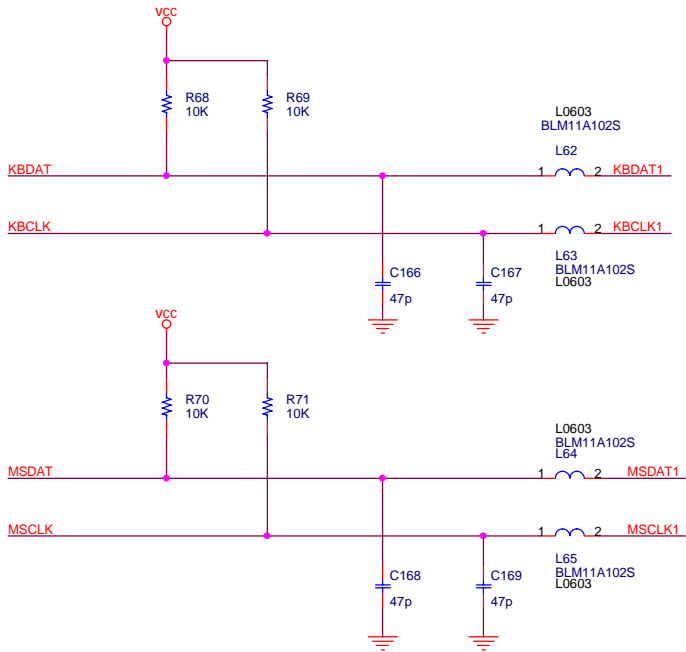 VCC
R68
10K
R69
10K
L0603
BLM11A102S
L62
KBDAT
1
2
KBDAT1
KBCLK
1
2
KBCLK1
L63
BLM11A102S
L0603
C166
47p
C167
47p
VCC
R70
10K
R71
10K
L0603
BLM11A102S
L64
MSDAT
1
2
MSDAT1
MSCLK
1
2
MSCLK1
L65
BLM11A102S
L0603
C168
47p
C169
47p